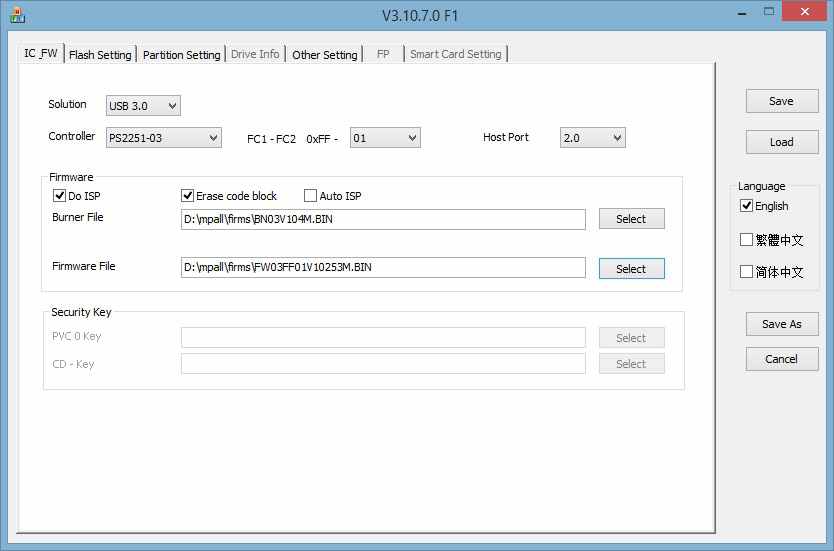 V3.10.7.0 F1
IC_FW Flash Setting Partition Setting Drive Info Other Setting FP Smart Card Setting
Solution USB 3.0
Controller PS2251-03 FC1 - FC2 0xFF - 01 Host Port 2.0
Firmware
Do ISP Erase code block Auto ISP
Burner File D:\mpall\firms\BN03V104M.BIN Select
Firmware File D:\mpall\firms\FW03FF01V10253M.BIN Select
Security Key
PVC 0 Key Select
CD - Key Select
Save
Load
Language
English
繁體中文
简体中文
Save As
Cancel